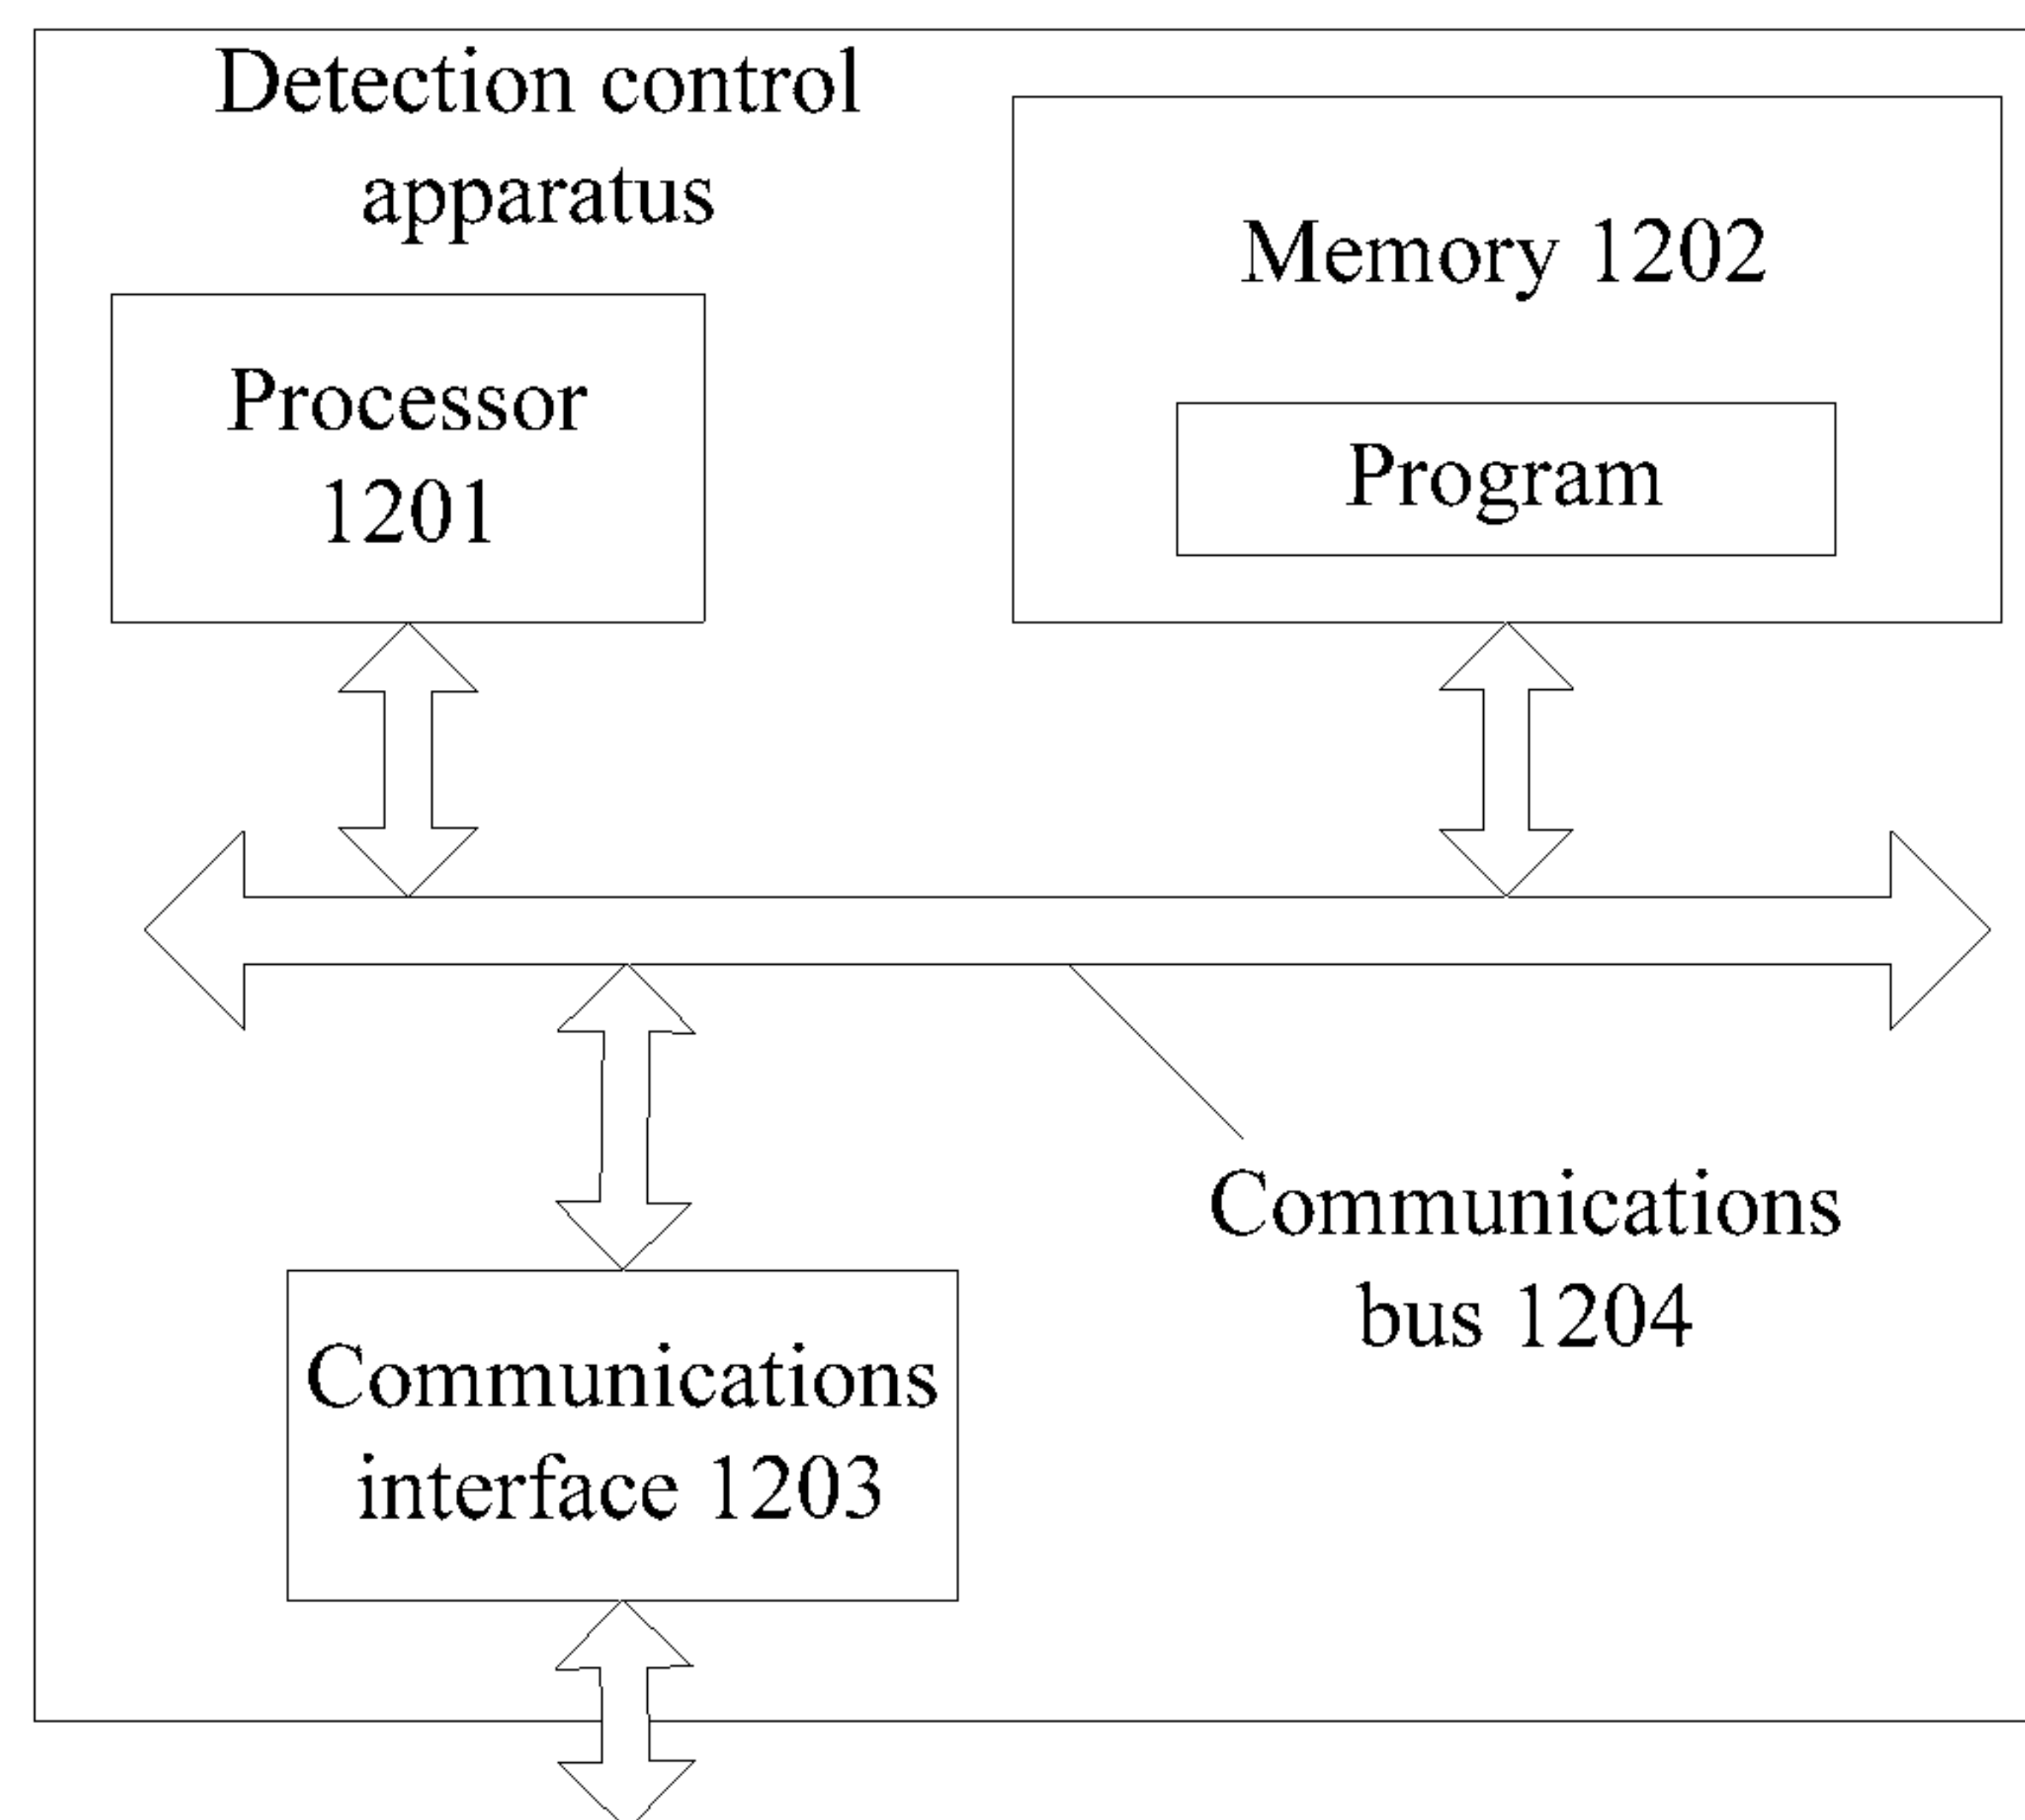 Detection control
apparatus
Memory 1202
Processor
1201
Program
Communications
bus 1204
Communications
interface 1203